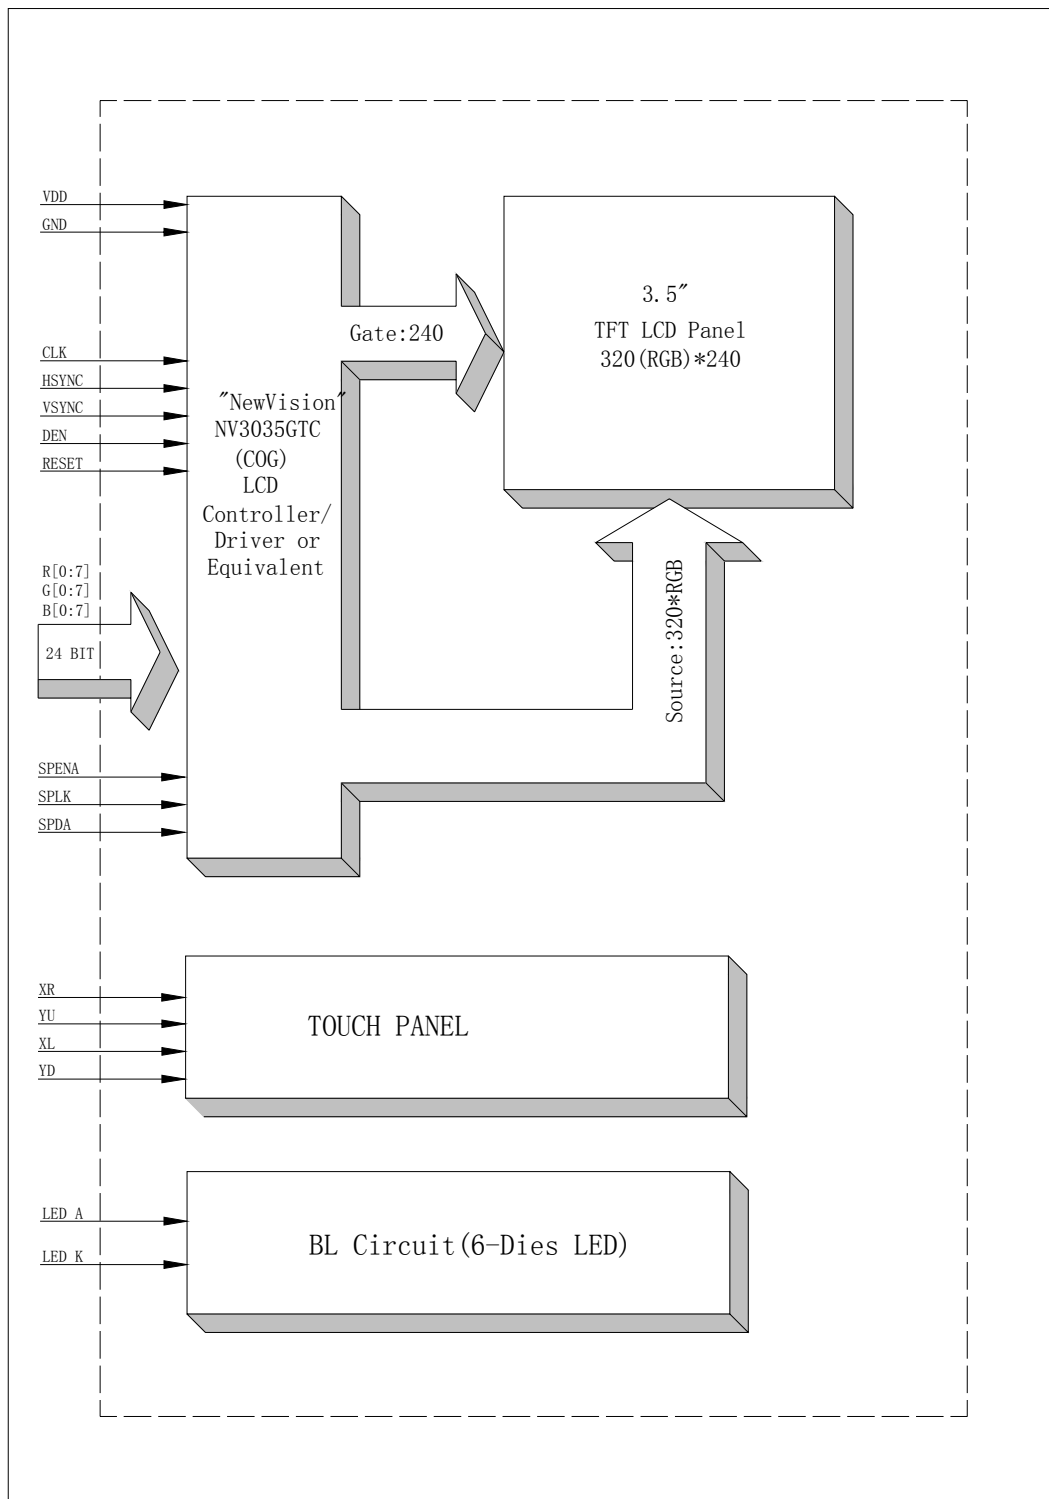 VDD
GND
CLK
HSYNC
VSYNC
DEN
RESET
R[0:7]
G[0:7]
B[0:7]
24 BIT
SPENA
SPLK
SPDA
"NewVision"
NV3035GTC
(COG)
LCD
Controller/
Driver or
Equivalent
Gate:240
3.5"
TFT LCD Panel
320(RGB)*240
Source:320*RGB
XR
YU
XL
YD
TOUCH PANEL
LED A
LED K
BL Circuit(6-Dies LED)